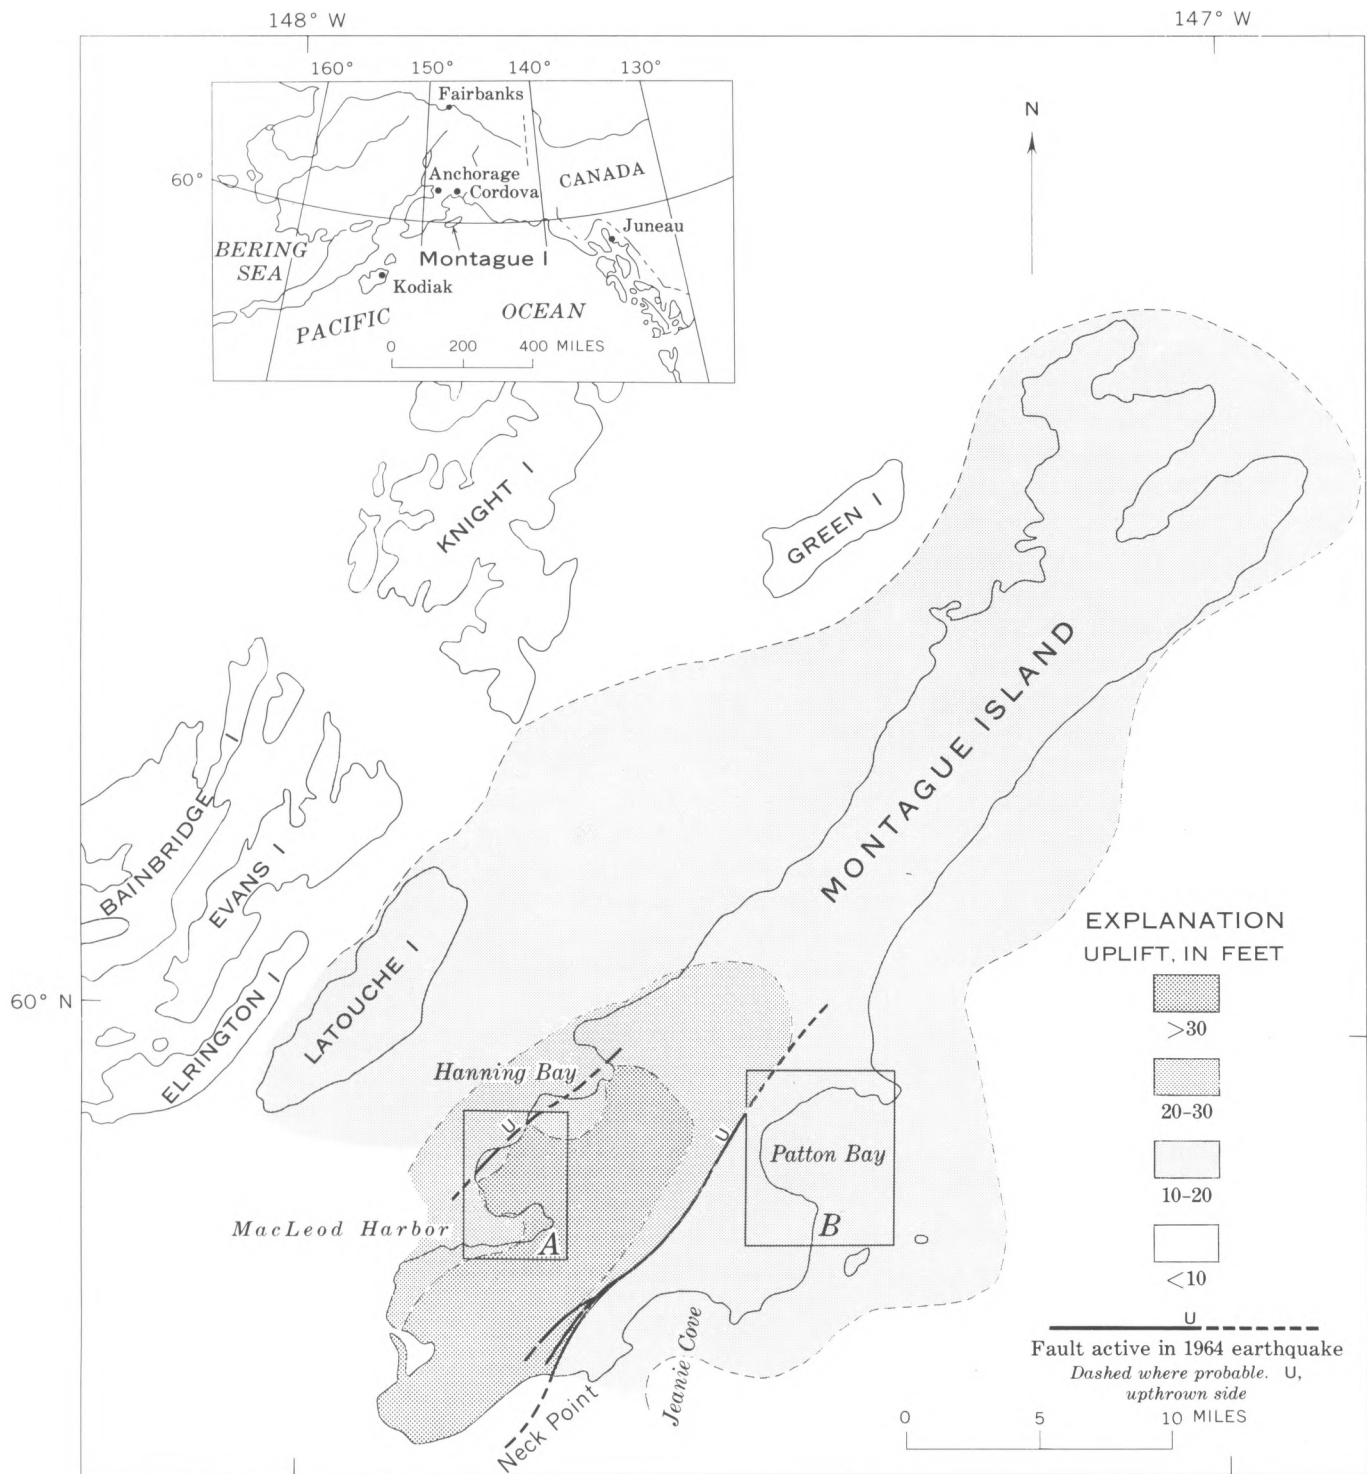 148° W
147° W
160°
150°
140°
130°
Fairbanks
60°
Anchorage
Cordova
CANADA
Juneau
BERING
SEA
Montague I
Kodiak
PACIFIC
OCEAN
0 200 400 MILES
N
KNIGHT I
GREEN I
MONTAGUE ISLAND
BAINBRIDGE I
EVANS I
ELRINGTON I
LATOUCHE I
60° N
Hanning Bay
U
U
MacLeod Harbor
A
Patton Bay
B
Jeanie Cove
Neck Point
EXPLANATION
UPLIFT, IN FEET
>30
20-30
10-20
<10
U
Fault active in 1964 earthquake
Dashed where probable. U,
upthrown side
0 5 10 MILES